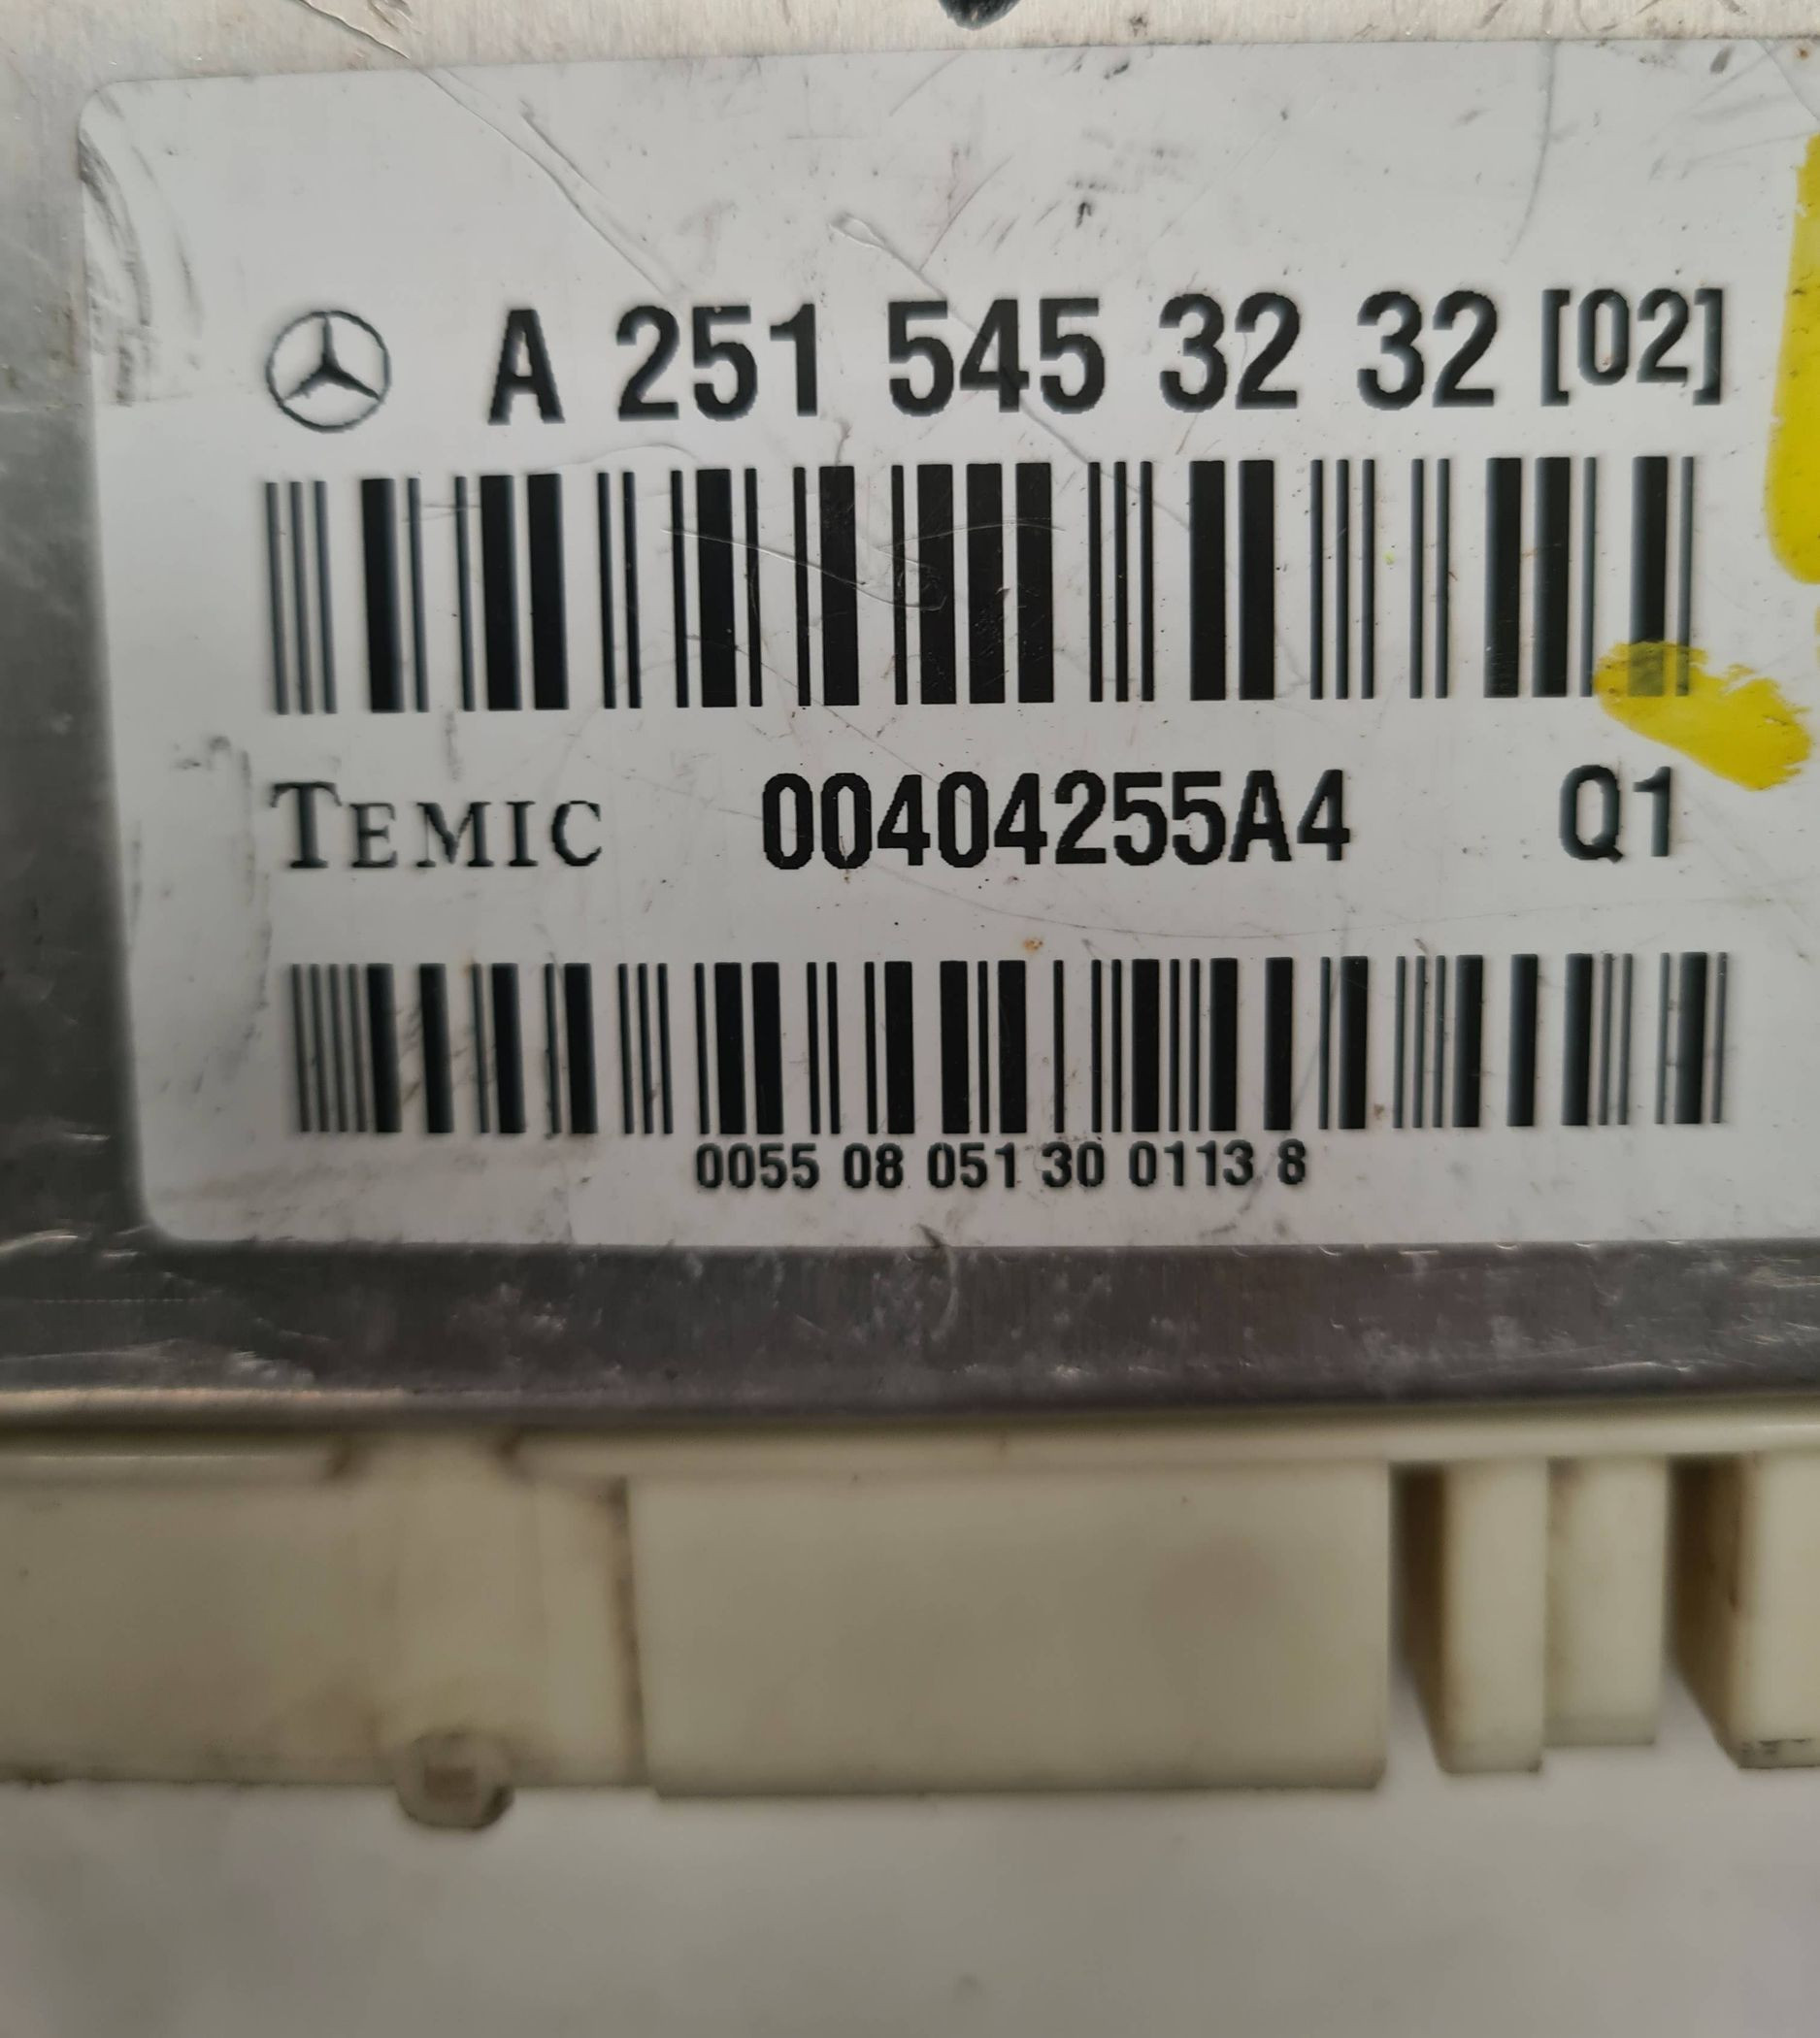 A 251 545 32 32 [02]
TEMIC 00404255A4 Q1
0055 08 051 30 0113 8